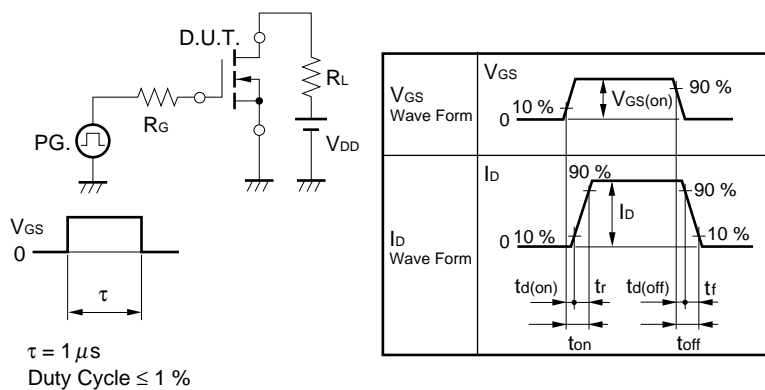 D.U.T.
RL
RG
PG.
VDD
VGS
0
τ
τ = 1 μs
Duty Cycle ≤ 1 %
VGS
Wave Form
VGS
10 %
0
VGS(on)
90 %
ID
Wave Form
ID
90 %
90 %
0
10 %
ID
10 %
td(on)
tr
td(off)
tf
ton
toff